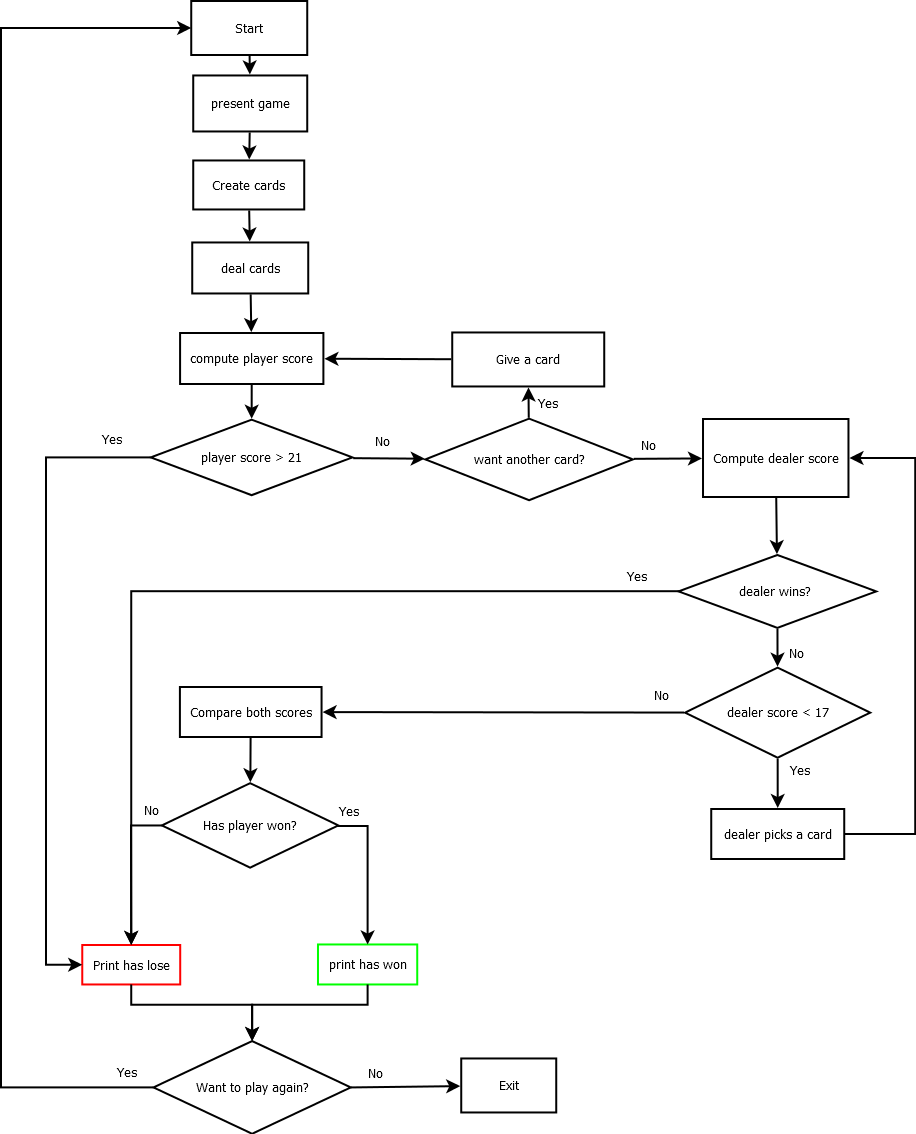 Start
present game
Create cards
deal cards
compute player score
Give a card
Yes
Yes
player score > 21
No
want another card?
No
Compute dealer score
Yes
dealer wins?
No
Compare both scores
No
dealer score < 17
Yes
No
Has player won?
Yes
dealer picks a card
Print has lose
print has won
Yes
Want to play again?
No
Exit